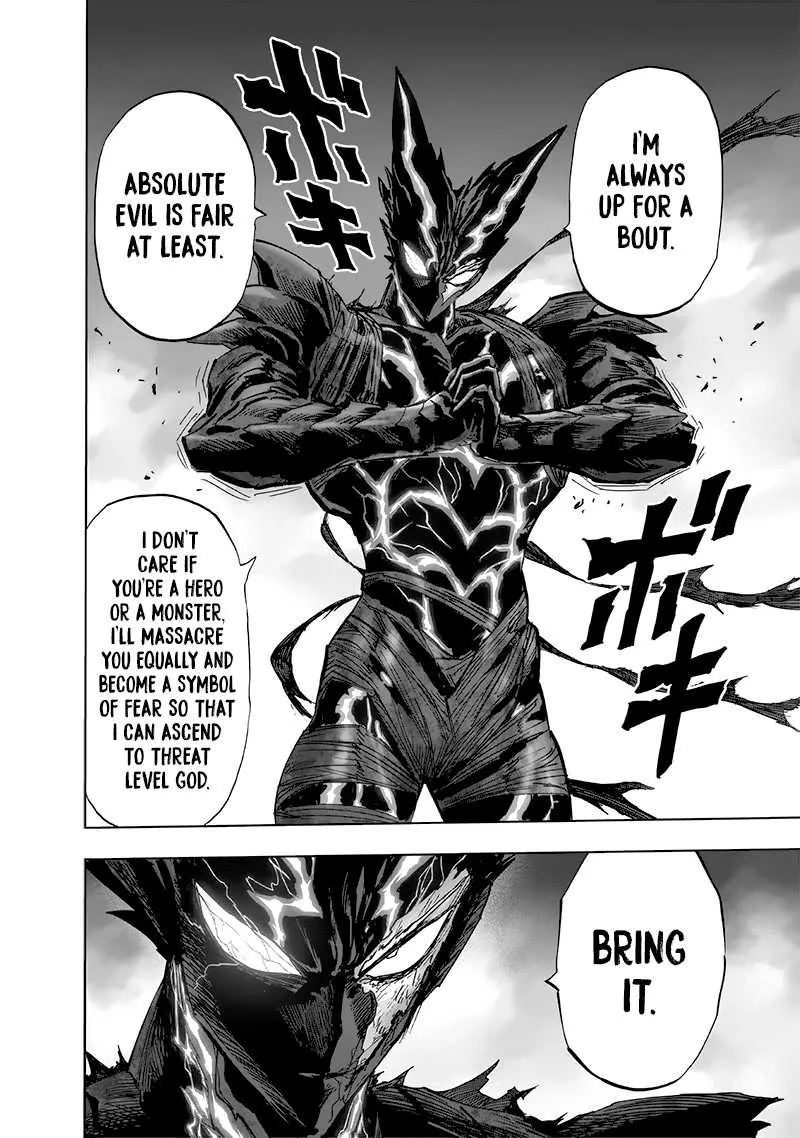 I'M
ALWAYS
UP FOR A
BOUT.
ボキ
ABSOLUTE
EVIL IS FAIR
AT LEAST.
ボキ
I DON'T
CARE IF
YOU'RE A HERO
OR A MONSTER,
I'LL MASSACRE
YOU EQUALLY AND
BECOME A SYMBOL
OF FEAR SO THAT
I CAN ASCEND
TO THREAT
LEVEL GOD.
BRING
IT.